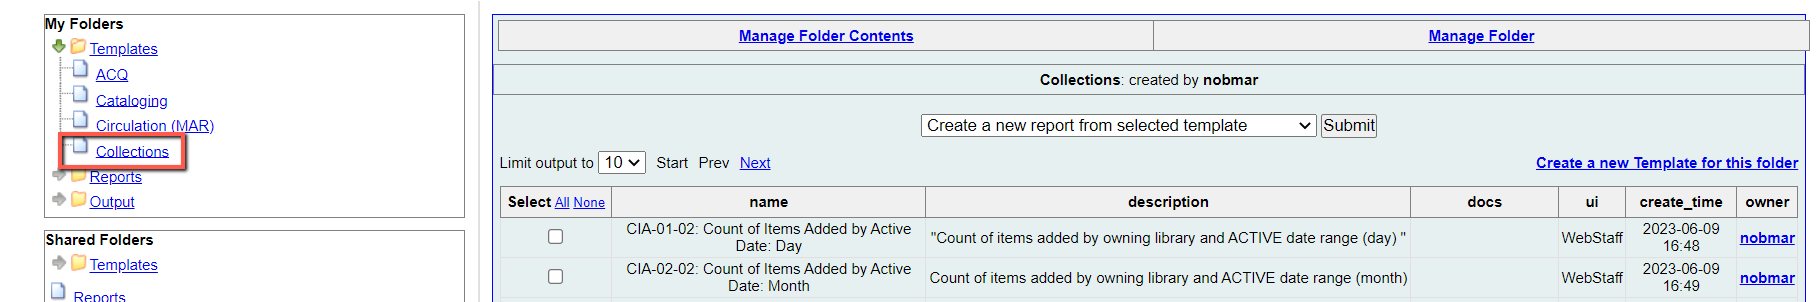 My Folders
Templates
ACQ
Cataloging
Circulation (MAR)
Collections
Reports
Output
Shared Folders
Templates
Reports
Manage Folder Contents
Manage Folder
Collections: created by nobmar
Create a new report from selected template
Submit
Limit output to 10 Start Prev Next
Create a new Template for this folder
Select All None name description docs ui create_time owner
CIA-01-02: Count of Items Added by Active
Date: Day
"Count of items added by owning library and ACTIVE date range (day) "
WebStaff
2023-06-09
16:48
nobmar
CIA-02-02: Count of Items Added by Active
Date: Month
Count of items added by owning library and ACTIVE date range (month)
WebStaff
2023-06-09
16:49
nobmar